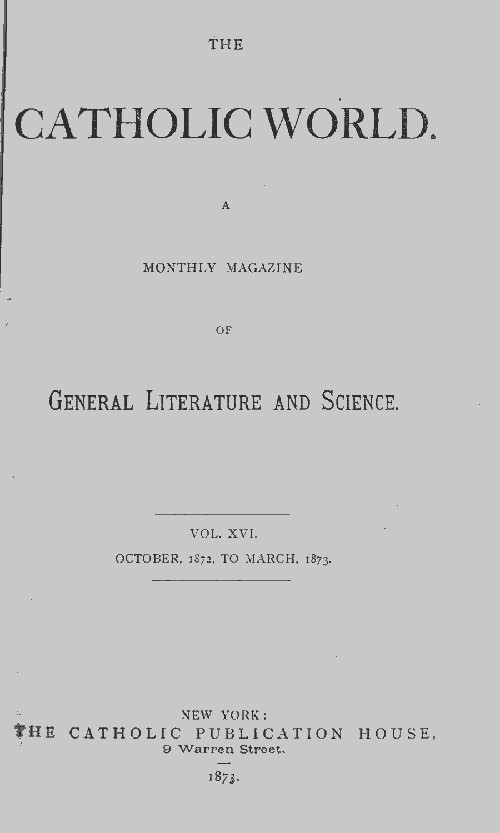 THE
CATHOLIC WORLD.
A
MONTHLY MAGAZINE
OF
GENERAL LITERATURE AND SCIENCE.
VOL. XVI.
OCTOBER, 1872, TO MARCH, 1873.
NEW YORK:
THE CATHOLIC PUBLICATION HOUSE,
9 Warren Street.
1873.